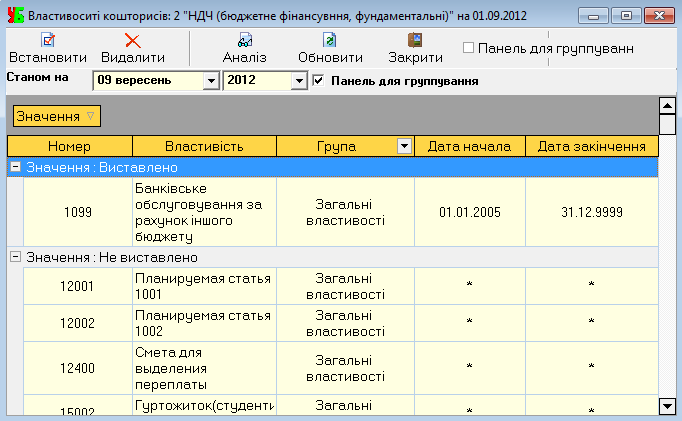 Властивості кошторисів: 2 "НДЧ (бюджетне фінансувння, фундаментальні)" на 01.09.2012
Встановити Видалити Аналіз Обновити Закрити Панель для группуванн
Станом на 09 вересень 2012 Панель для группування
Значення
Номер Властивість Група Дата начала Дата закінчення
Значення : Виставлено
1099 Банківське обслуговування за рахунок іншого бюджету Загальні властивості 01.01.2005 31.12.9999
Значення : Не виставлено
12001 Планируемая статья 1001 Загальні властивості * *
12002 Планируемая статья 1002 Загальні властивості * *
12400 Смета для выделения переплаты Загальні властивості * *
15002 Гуртожиток(студенти Загальні * *